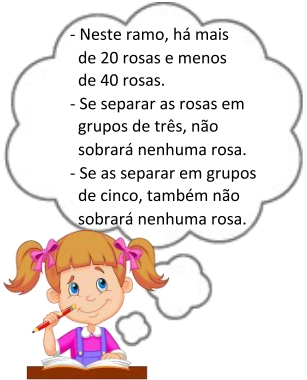 - Neste ramo, há mais
de 20 rosas e menos
de 40 rosas.
- Se separar as rosas em
grupos de três, não
sobrará nenhuma rosa.
- Se as separar em grupos
de cinco, também não
sobrará nenhuma rosa.